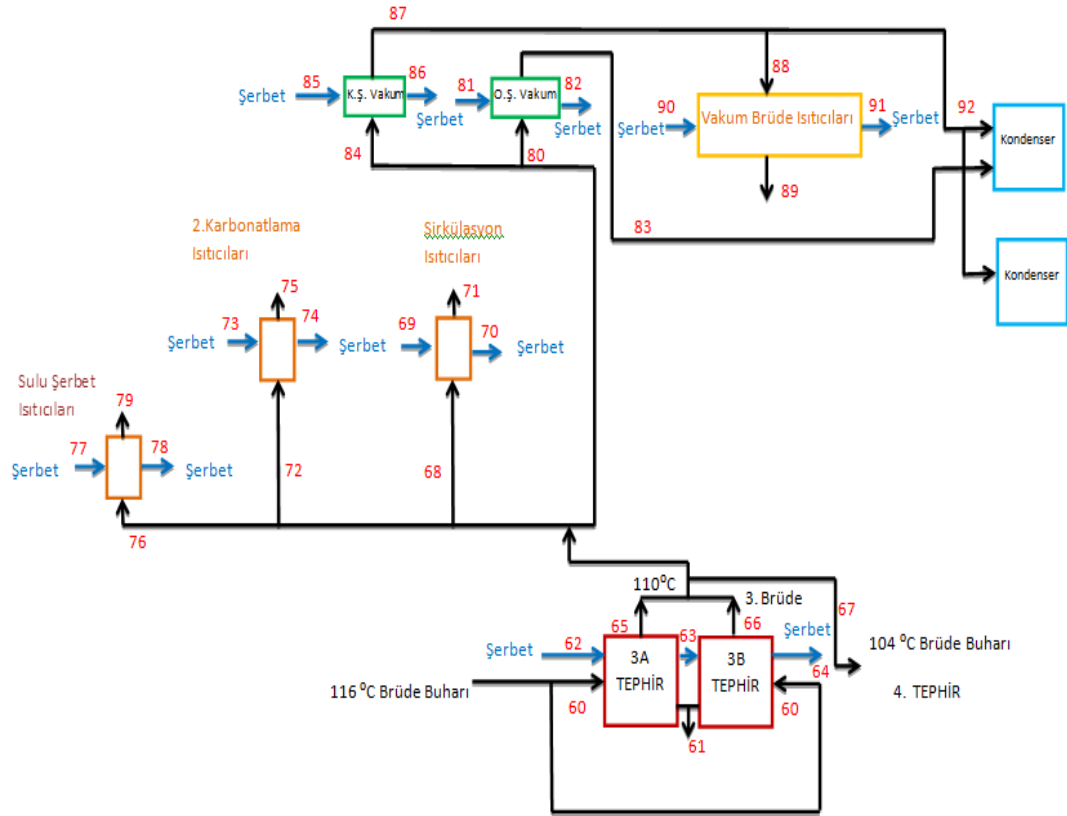 87
88
85
86
81
82
Şerbet
K.Ş. Vakum
Şerbet
O.Ş. Vakum
Şerbet
90
91
92
Şerbet
Vakum Brüde Isıtıcıları
Şerbet
Kondenser
84
80
89
83
2.Karbonatlama
Isıtıcıları
Sirkülasyon
Isıtıcıları
Kondenser
75
71
73
74
69
70
Şerbet
Şerbet
Şerbet
Sulu Şerbet
Isıtıcıları
79
77
78
Şerbet
Şerbet
72
68
76
110⁰C
3. Brüde
67
65
63
66
Şerbet
Şerbet
62
3A
TEPHİR
3B
TEPHİR
64
104 ⁰C Brüde Buharı
4. TEPHİR
116 ⁰C Brüde Buharı
60
60
61